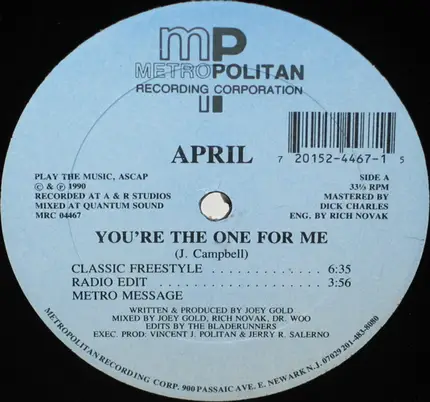 mp
METROPOLITAN
RECORDING CORPORATION
APRIL
7 20152-4467-1 5
PLAY THE MUSIC, ASCAP
© & ℗ 1990
RECORDED AT A & R STUDIOS
MIXED AT QUANTUM SOUND
MRC 04467
SIDE A
33⅓ RPM
MASTERED BY
DICK CHARLES
ENG. BY RICH NOVAK
YOU'RE THE ONE FOR ME
(J. Campbell)
CLASSIC FREESTYLE . . . . . . . . . . . . 6:35
RADIO EDIT . . . . . . . . . . . . . . . . . . 3:56
METRO MESSAGE
WRITTEN & PRODUCED BY JOEY GOLD
MIXED BY JOEY GOLD, RICH NOVAK, DR. WOO
EDITS BY THE BLADERUNNERS
EXEC. PROD: VINCENT J. POLITAN & JERRY R. SALERNO
METROPOLITAN RECORDING CORP. 900 PASSAIC AVE. E. NEWARK N.J. 07029 201-483-8080